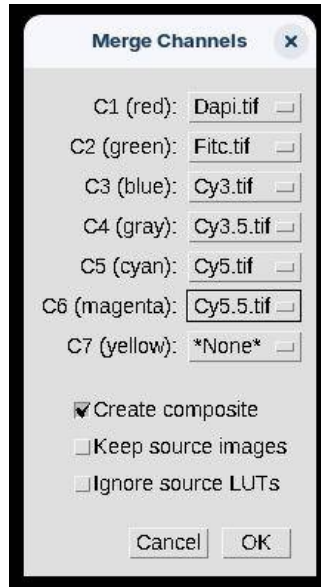 Merge Channels
C1 (red): Dapi.tif
C2 (green): Fitc.tif
C3 (blue): Cy3.tif
C4 (gray): Cy3.5.tif
C5 (cyan): Cy5.tif
C6 (magenta): Cy5.5.tif
C7 (yellow): *None*
Create composite
Keep source images
Ignore source LUTs
Cancel OK